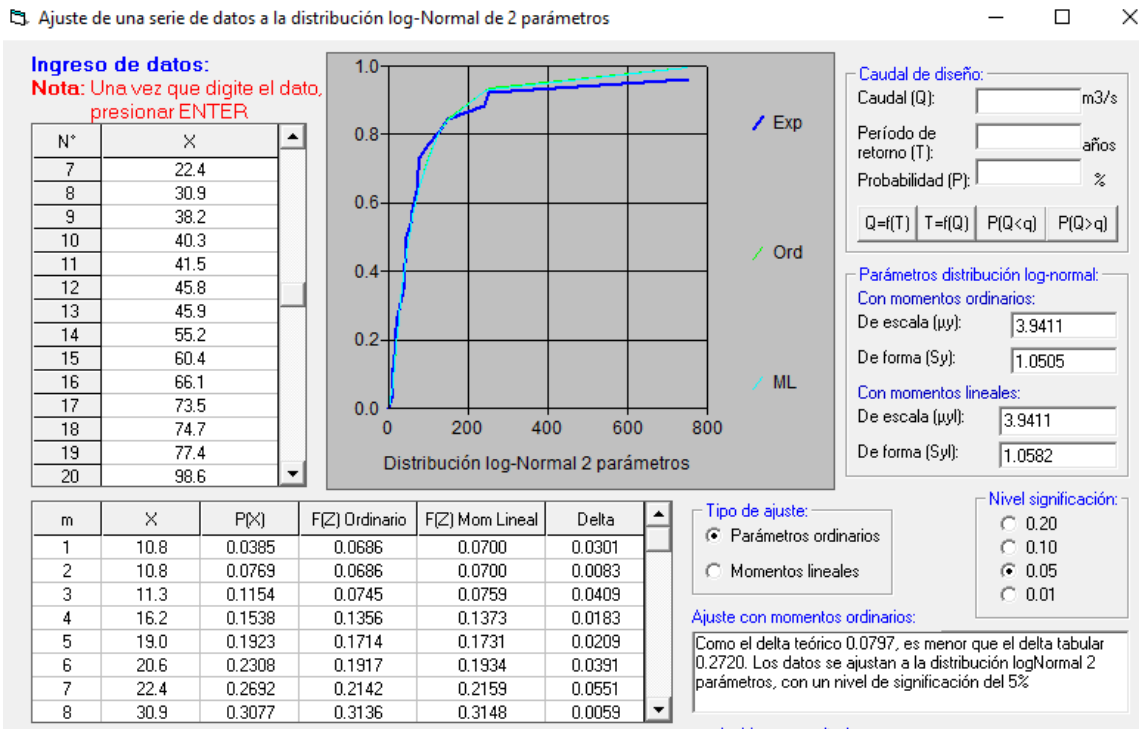 Ajuste de una serie de datos a la distribución log-Normal de 2 parámetros
Ingreso de datos:
Nota: Una vez que digite el dato,
presionar ENTER
N° X
7 22.4
8 30.9
9 38.2
10 40.3
11 41.5
12 45.8
13 45.9
14 55.2
15 60.4
16 66.1
17 73.5
18 74.7
19 77.4
20 98.6
1.0
0.8
0.6
0.4
0.2
0.0
0 200 400 600 800
Distribución log-Normal 2 parámetros
Exp
Ord
ML
Caudal de diseño:
Caudal (Q): m3/s
Período de
retorno (T): años
Probabilidad (P): %
Q=f(T) T=f(Q) P(Q<q) P(Q>q)
Parámetros distribución log-normal:
Con momentos ordinarios:
De escala (μy): 3.9411
De forma (Sy): 1.0505
Con momentos lineales:
De escala (μyl): 3.9411
De forma (Syl): 1.0582
m X P(X) F(Z) Ordinario F(Z) Mom Lineal Delta
1 10.8 0.0385 0.0686 0.0700 0.0301
2 10.8 0.0769 0.0686 0.0700 0.0083
3 11.3 0.1154 0.0745 0.0759 0.0409
4 16.2 0.1538 0.1356 0.1373 0.0183
5 19.0 0.1923 0.1714 0.1731 0.0209
6 20.6 0.2308 0.1917 0.1934 0.0391
7 22.4 0.2692 0.2142 0.2159 0.0551
8 30.9 0.3077 0.3136 0.3148 0.0059
Tipo de ajuste:
Parámetros ordinarios
Momentos lineales
Nivel significación:
0.20
0.10
0.05
0.01
Ajuste con momentos ordinarios:
Como el delta teórico 0.0797, es menor que el delta tabular
0.2720. Los datos se ajustan a la distribución logNormal 2
parámetros, con un nivel de significación del 5%